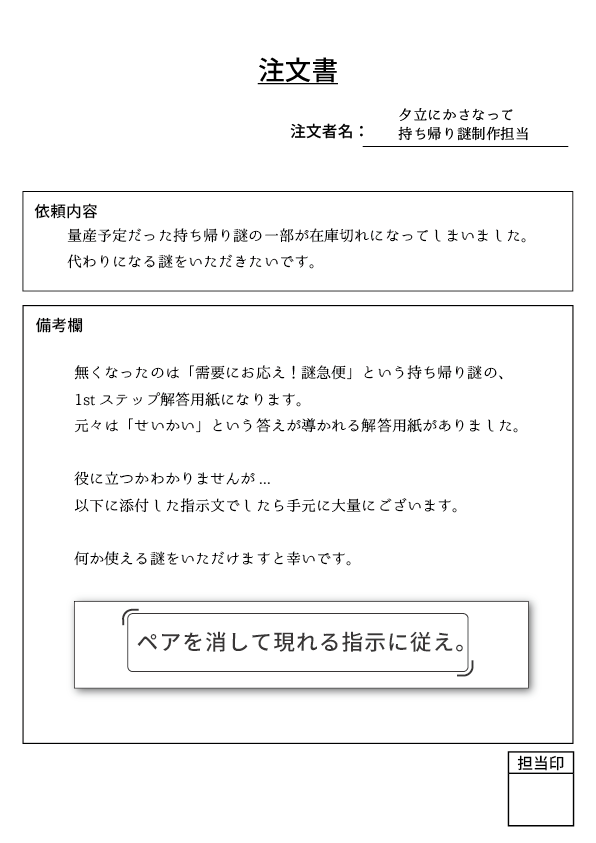 注文書
注文者名：
夕立にかさなって
持ち帰り謎制作担当
依頼内容
量産予定だった持ち帰り謎の一部が在庫切れになってしまいました。
代わりになる謎をいただきたいです。
備考欄
無くなったのは「需要にお応え！謎急便」という持ち帰り謎の、
1st ステップ解答用紙になります。
元々は「せいかい」という答えが導かれる解答用紙がありました。
役に立つかわかりませんが ...
以下に添付した指示文でしたら手元に大量にございます。
何か使える謎をいただけますと幸いです。
ペアを消して現れる指示に従え。
担当印